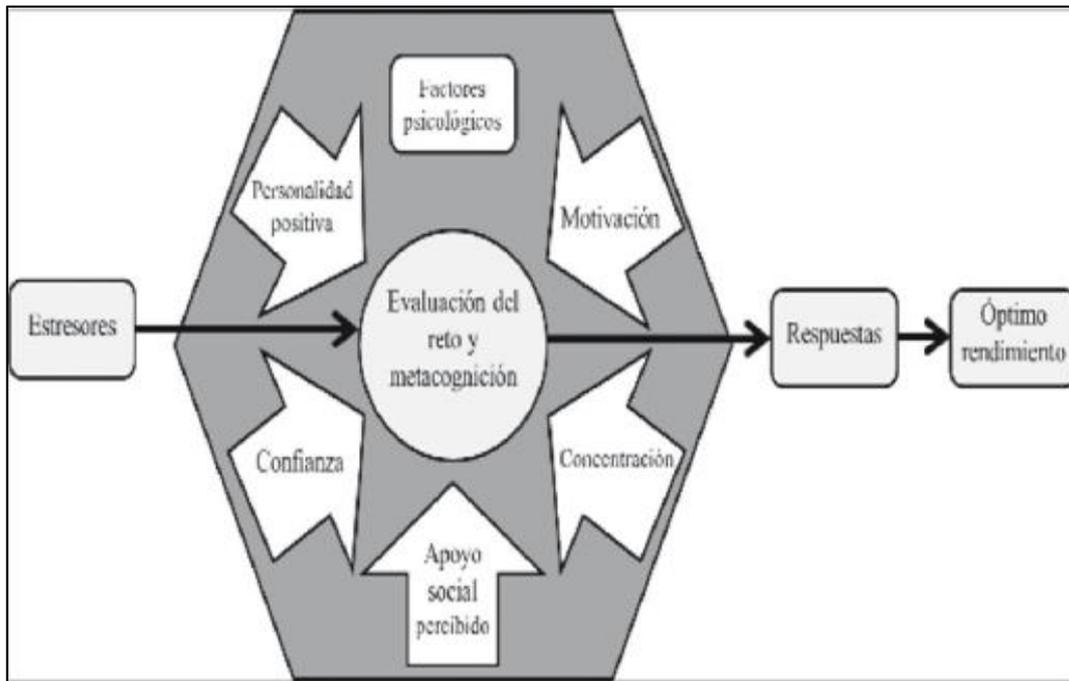 Factores
psicológicos
Personalidad
positiva
Motivación
Estresores
Evaluación del
reto y
metacognición
Respuestas
Óptimo
rendimiento
Confianza
Concentración
Apoyo
social
percibido